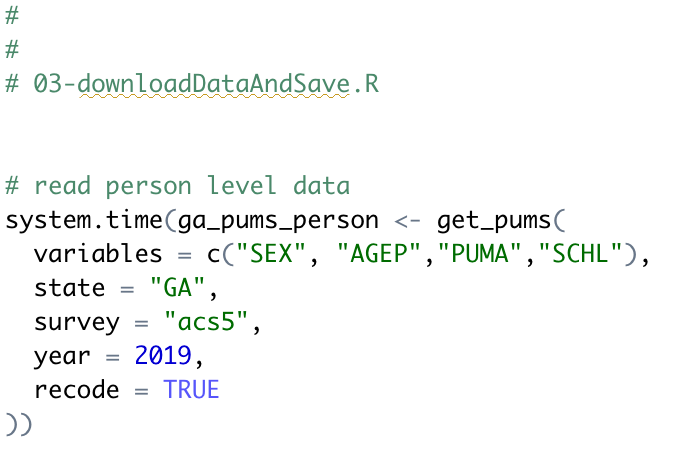 #
#
# 03-downloadDataAndSave.R
# read person level data
system.time(ga_pums_person <- get_pums(
  variables = c("SEX", "AGEP","PUMA","SCHL"),
  state = "GA",
  survey = "acs5",
  year = 2019,
  recode = TRUE
))